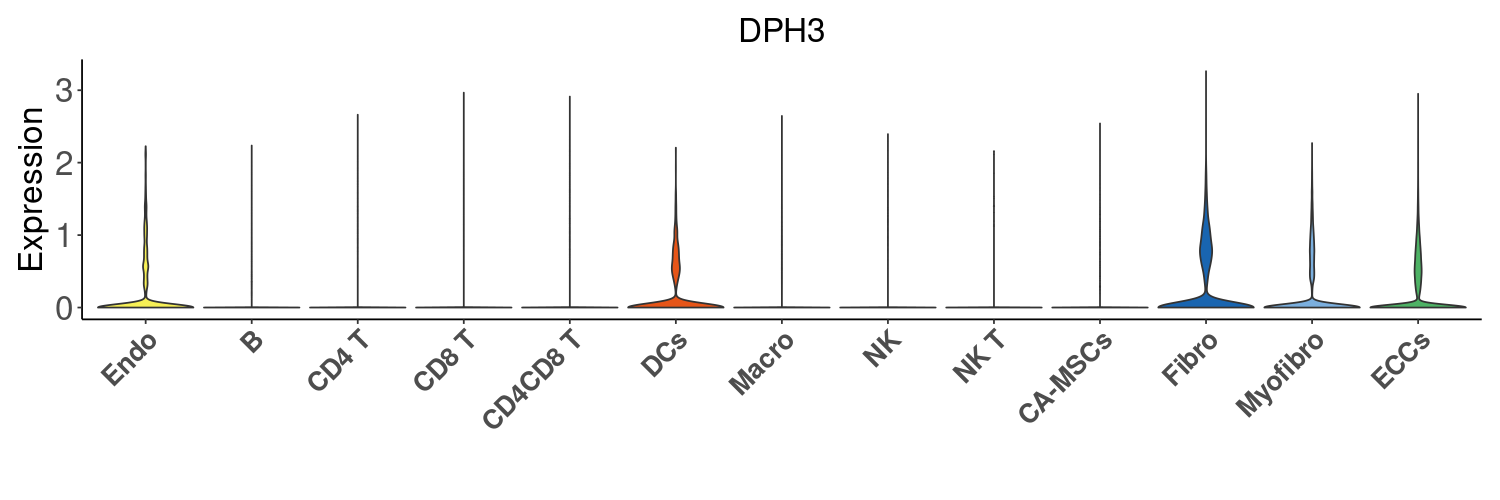 DPH3
Expression
3
2
1
0
Endo
B
CD4 T
CD8 T
CD4CD8 T
DCs
Macro
NK
NK T
CA-MSCs
Fibro
Myofibro
ECCs